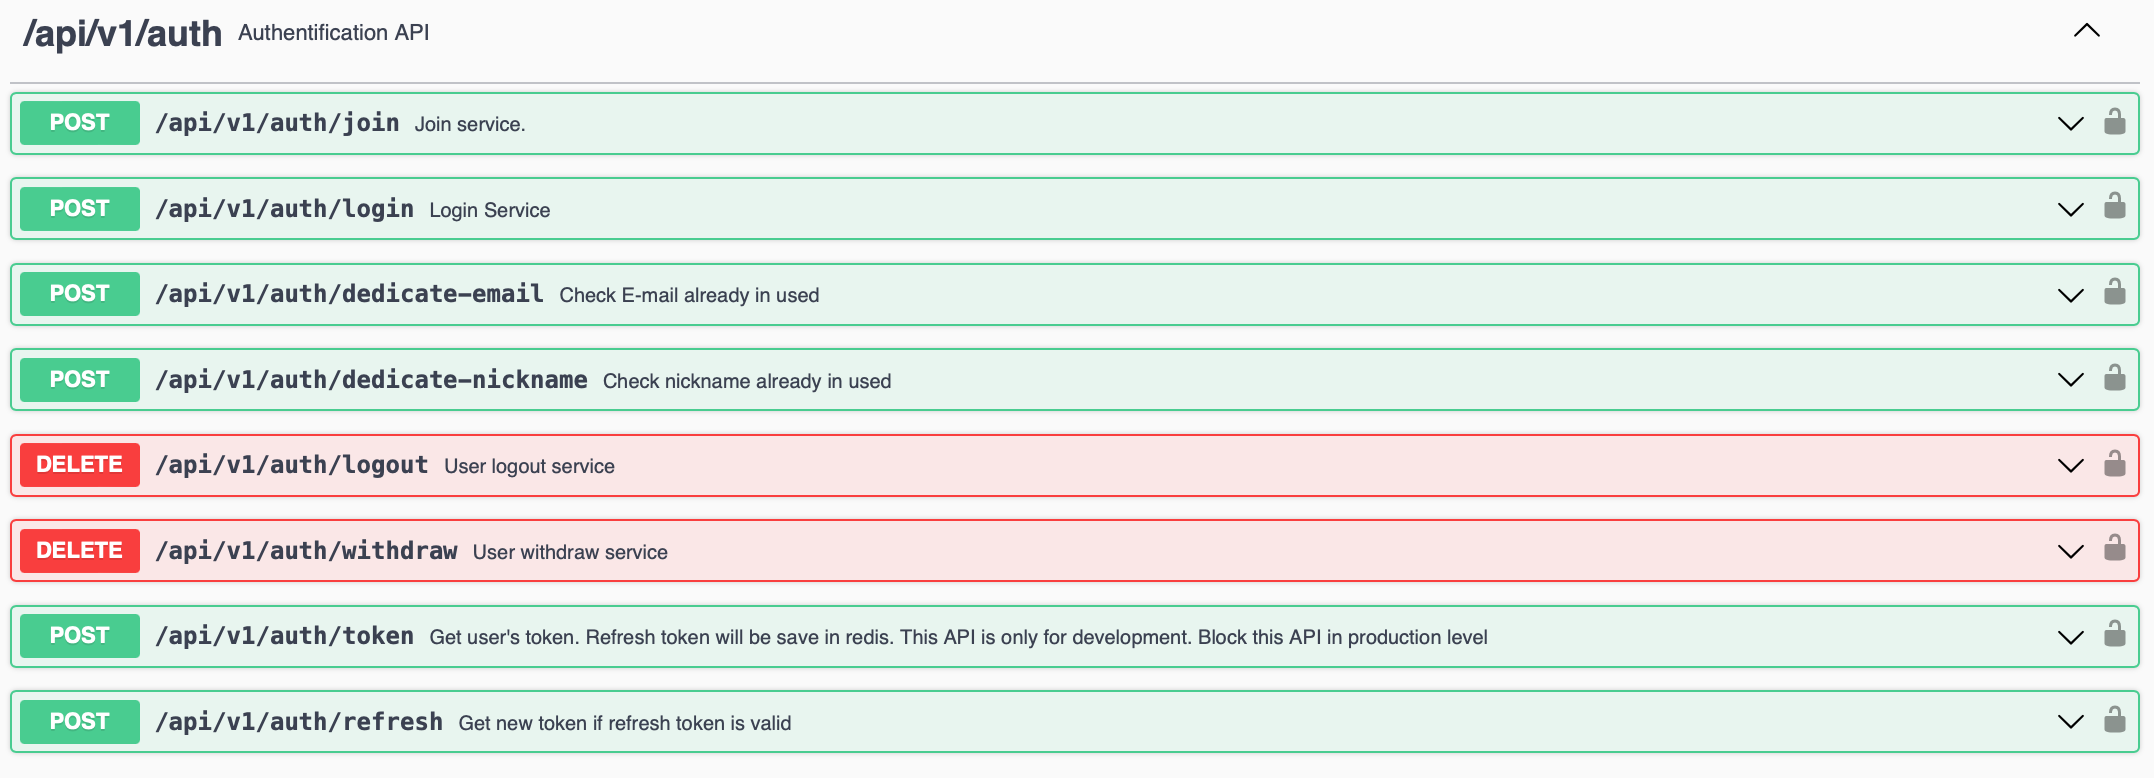 /api/v1/auth Authentification API
POST /api/v1/auth/join Join service.
POST /api/v1/auth/login Login Service
POST /api/v1/auth/dedicate-email Check E-mail already in used
POST /api/v1/auth/dedicate-nickname Check nickname already in used
DELETE /api/v1/auth/logout User logout service
DELETE /api/v1/auth/withdraw User withdraw service
POST /api/v1/auth/token Get user's token. Refresh token will be save in redis. This API is only for development. Block this API in production level
POST /api/v1/auth/refresh Get new token if refresh token is valid